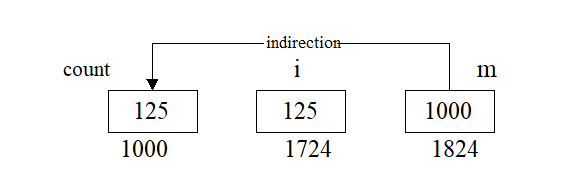 indirection
count i m
125 125 1000
1000 1724 1824